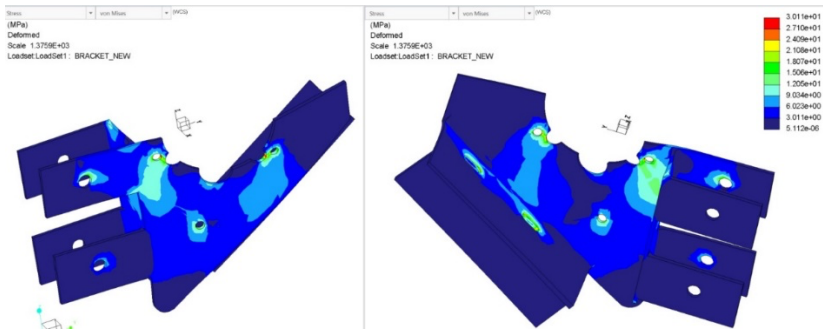 Stress
von Mises
(WCS)
(MPa)
Deformed
Scale 1.3759E+03
Loadset:LoadSet1 : BRACKET_NEW
Stress
von Mises
(WCS)
(MPa)
Deformed
Scale 1.3759E+03
Loadset:LoadSet1 : BRACKET_NEW
3.011e+01
2.710e+01
2.409e+01
2.108e+01
1.807e+01
1.506e+01
1.205e+01
9.034e+00
6.023e+00
3.011e+00
5.112e-06